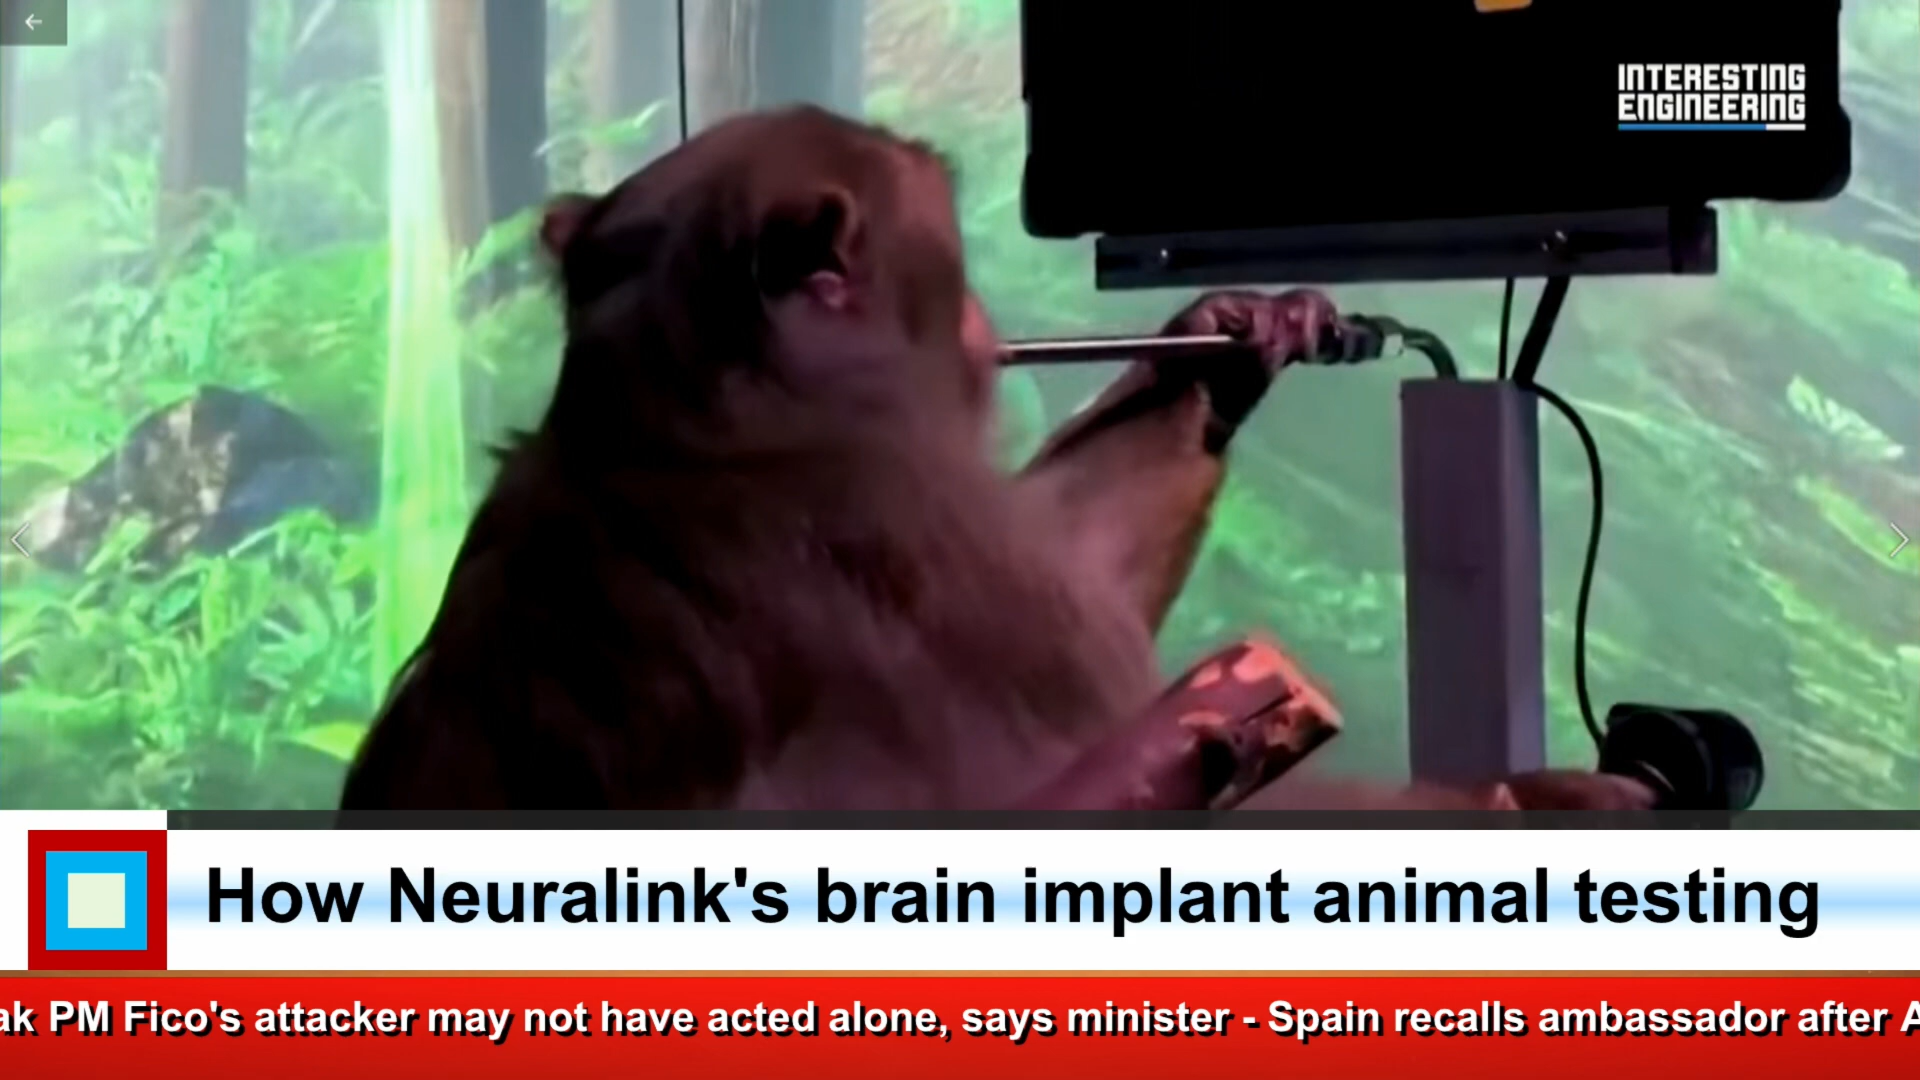 INTERESTING
ENGINEERING
How Neuralink's brain implant animal testing
ak PM Fico's attacker may not have acted alone, says minister - Spain recalls ambassador after A